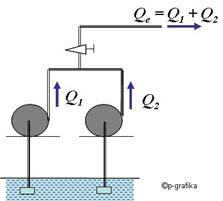 Qe = Q1 + Q2
Q1
Q2
©p-grafika